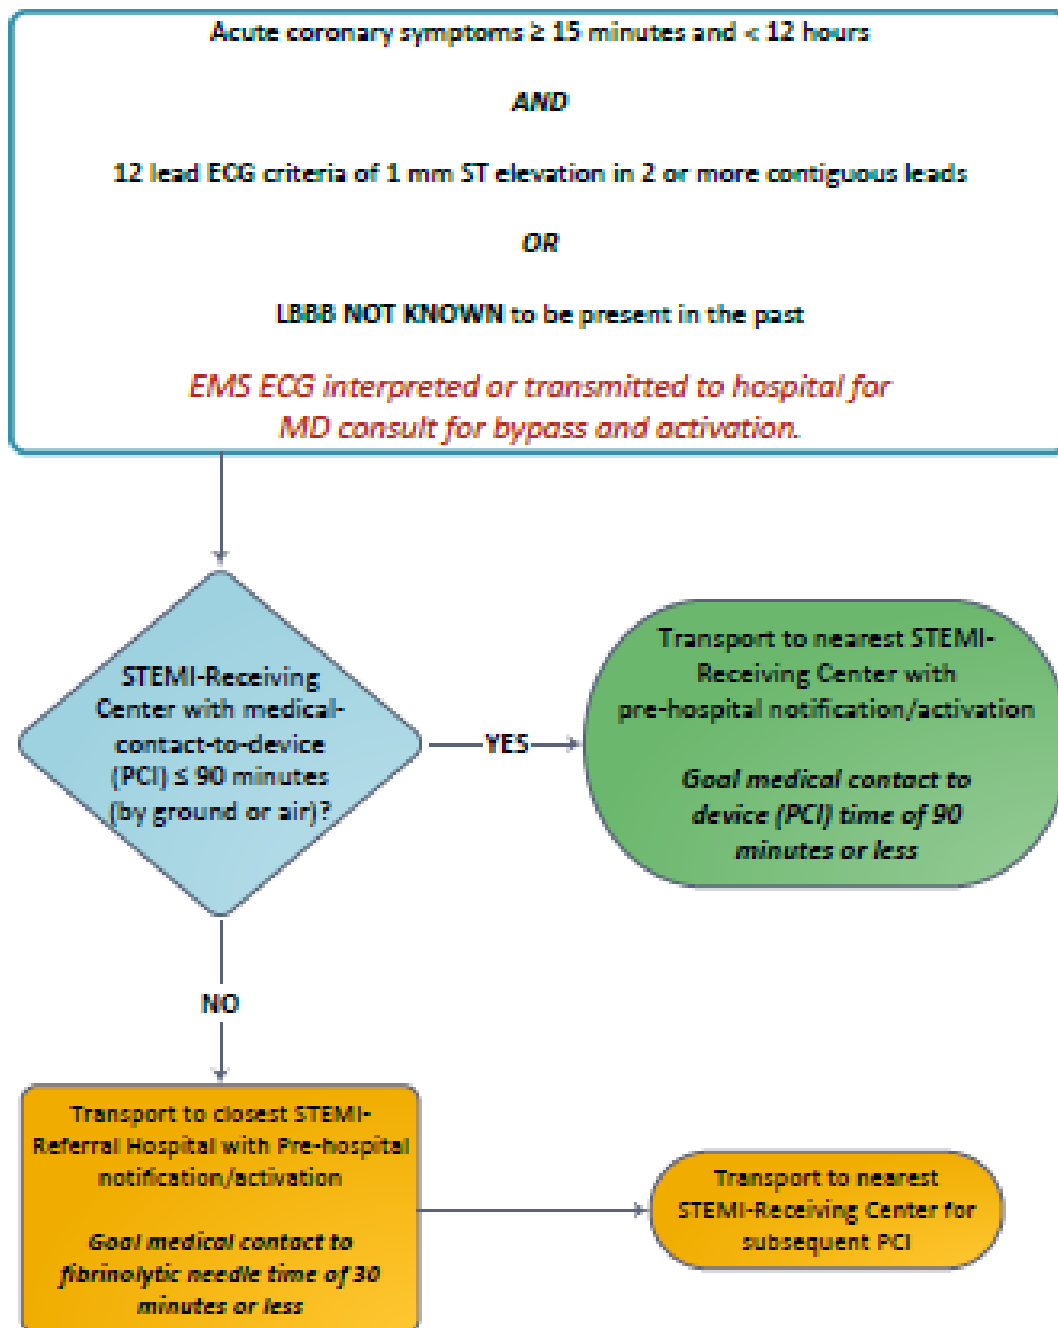 Acute coronary symptoms ≥ 15 minutes and < 12 hours
AND
12 lead ECG criteria of 1 mm ST elevation in 2 or more contiguous leads
OR
LBBB NOT KNOWN to be present in the past
EMS ECG interpreted or transmitted to hospital for
MD consult for bypass and activation.
STEMI-Receiving
Center with medical-
contact-to-device
(PCI) ≤ 90 minutes
(by ground or air)?
YES
Transport to nearest STEMI-
Receiving Center with
pre-hospital notification/activation
Goal medical contact to
device (PCI) time of 90
minutes or less
NO
Transport to closest STEMI-
Referral Hospital with Pre-hospital
notification/activation
Goal medical contact to
fibrinolytic needle time of 30
minutes or less
Transport to nearest
STEMI-Receiving Center for
subsequent PCI